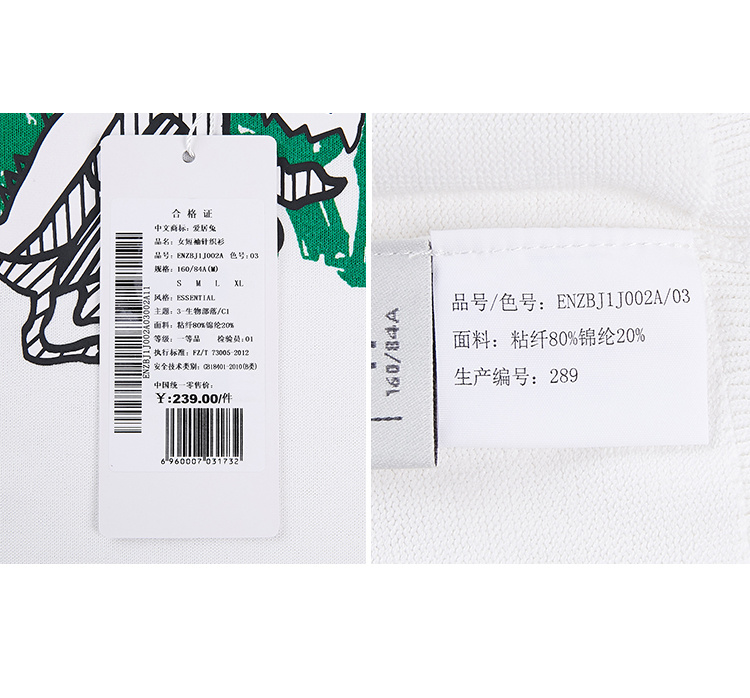 合格证
中文商标: 爱居兔
品名: 女短袖针织衫
品号: ENZBJ1J002A 色号:03
规格: 160/84A(M)
S M L XL
风格: ESSENTIAL
主题: 3-生物部落/C1
面料: 粘纤80%锦纶20%
等级: 一等品 检验员:01
执行标准: FZ/T 73005-2012
安全技术类别: GB18401-2010(B类)
中国统一零售价:
¥:239.00/件
6 960007 031732
ENZBJ1J002A03002A11
160/84A
品号/色号: ENZBJ1J002A/03
面料: 粘纤80%锦纶20%
生产编号: 289